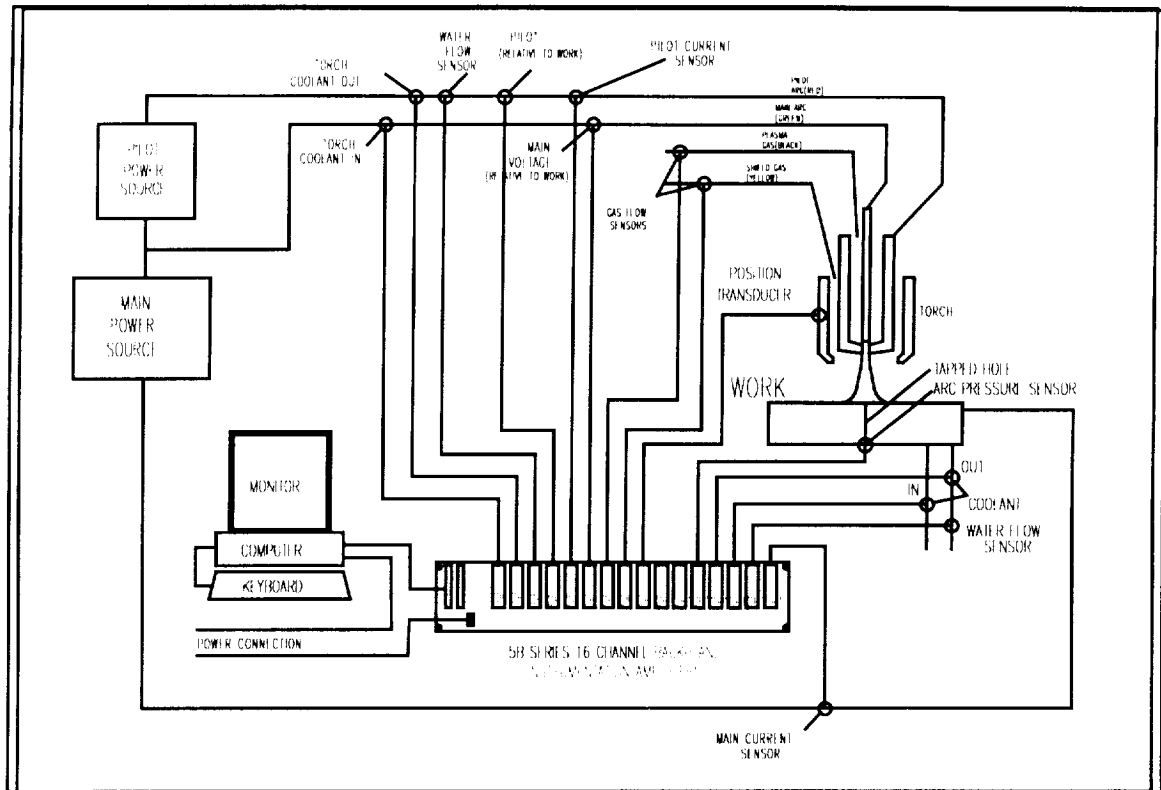 TORCH
COOLANT OUT
WATER
FLOW
SENSOR
PILOT
(RELATIVE TO WORK)
PILOT CURRENT
SENSOR
PILOT
ARC(RED)
MAIN ARC
(GREEN)
PLASMA
GAS(BLACK)
SHIELD GAS
(YELLOW)
PILOT
POWER
SOURCE
TORCH
COOLANT IN
MAIN
VOLTAGE
(RELATIVE TO WORK)
GAS FLOW
SENSORS
MAIN
POWER
SOURCE
POSITION
TRANSDUCER
TORCH
TAPPED HOLE
ARC PRESSURE SENSOR
WORK
MONITOR
COMPUTER
KEYBOARD
OUT
IN
COOLANT
WATER FLOW
SENSOR
POWER CONNECTION
5B SERIES 16 CHANNEL
MAIN CURRENT
SENSOR